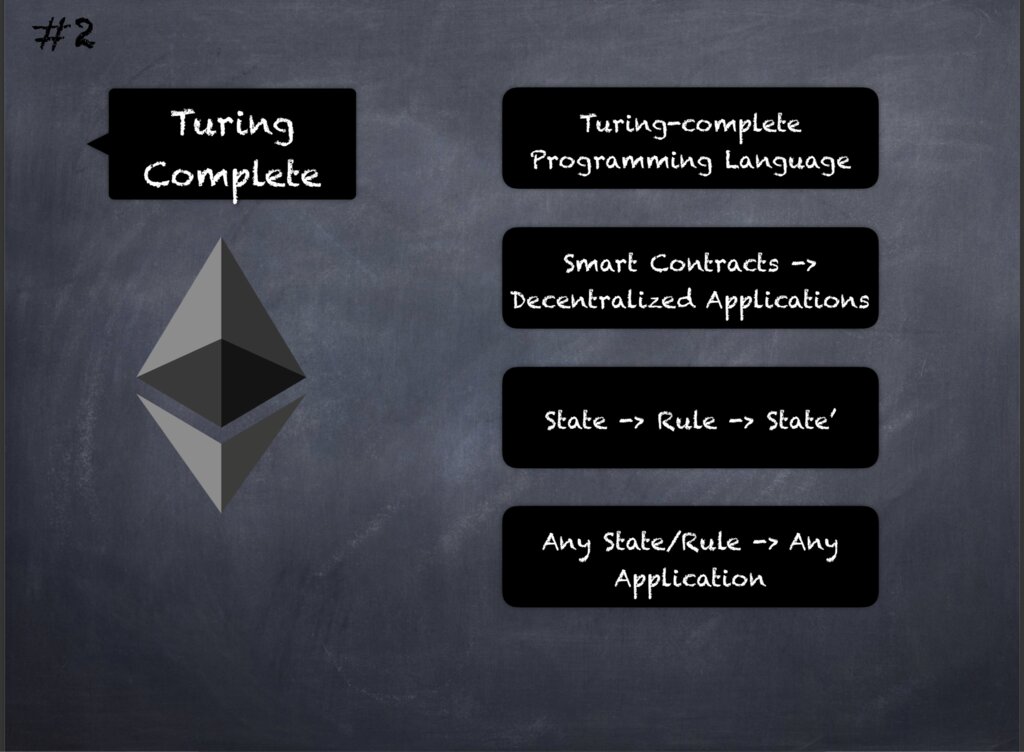 #2
Turing
Complete
Turing-complete
Programming Language
Smart Contracts ->
Decentralized Applications
State -> Rule -> State'
Any State/Rule -> Any
Application